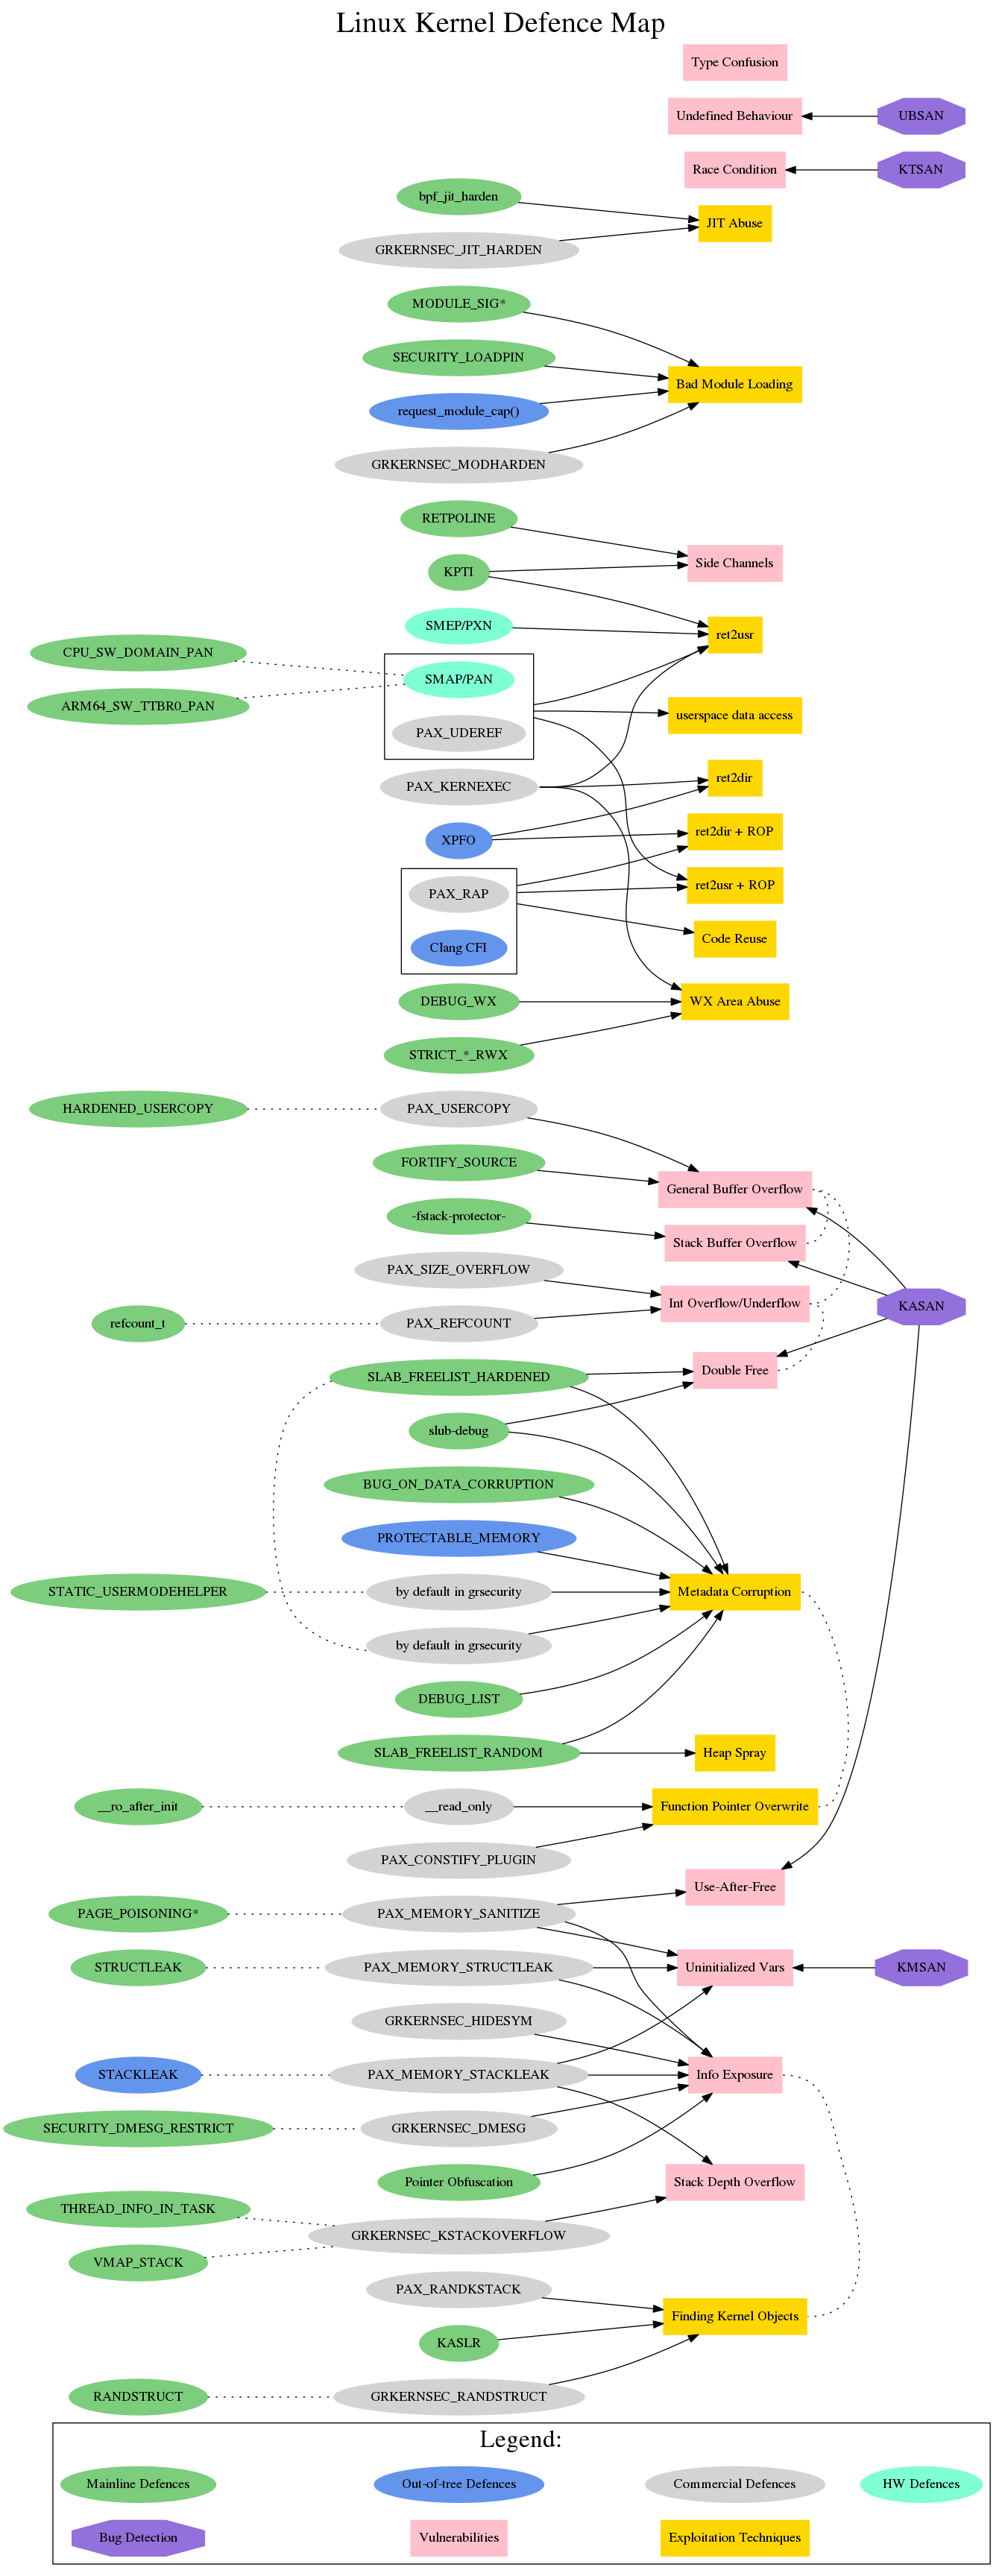 Linux Kernel Defence Map
Type Confusion
Undefined Behaviour
UBSAN
Race Condition
KTSAN
bpf_jit_harden
JIT Abuse
GRKERNSEC_JIT_HARDEN
MODULE_SIG*
SECURITY_LOADPIN
Bad Module Loading
request_module_cap()
GRKERNSEC_MODHARDEN
RETPOLINE
Side Channels
KPTI
SMEP/PXN
ret2usr
CPU_SW_DOMAIN_PAN
SMAP/PAN
ARM64_SW_TTBR0_PAN
userspace data access
PAX_UDEREF
ret2dir
PAX_KERNEXEC
ret2dir + ROP
XPFO
ret2usr + ROP
PAX_RAP
Code Reuse
Clang CFI
DEBUG_WX
WX Area Abuse
STRICT_*_RWX
HARDENED_USERCOPY
PAX_USERCOPY
FORTIFY_SOURCE
General Buffer Overflow
-fstack-protector-
Stack Buffer Overflow
PAX_SIZE_OVERFLOW
Int Overflow/Underflow
KASAN
refcount_t
PAX_REFCOUNT
Double Free
SLAB_FREELIST_HARDENED
slub-debug
BUG_ON_DATA_CORRUPTION
PROTECTABLE_MEMORY
STATIC_USERMODEHELPER
by default in grsecurity
Metadata Corruption
by default in grsecurity
DEBUG_LIST
SLAB_FREELIST_RANDOM
Heap Spray
__ro_after_init
__read_only
Function Pointer Overwrite
PAX_CONSTIFY_PLUGIN
Use-After-Free
PAGE_POISONING*
PAX_MEMORY_SANITIZE
STRUCTLEAK
PAX_MEMORY_STRUCTLEAK
Uninitialized Vars
KMSAN
GRKERNSEC_HIDESYM
STACKLEAK
PAX_MEMORY_STACKLEAK
Info Exposure
SECURITY_DMESG_RESTRICT
GRKERNSEC_DMESG
Pointer Obfuscation
Stack Depth Overflow
THREAD_INFO_IN_TASK
GRKERNSEC_KSTACKOVERFLOW
VMAP_STACK
PAX_RANDKSTACK
Finding Kernel Objects
KASLR
RANDSTRUCT
GRKERNSEC_RANDSTRUCT
Legend:
Mainline Defences
Out-of-tree Defences
Commercial Defences
HW Defences
Bug Detection
Vulnerabilities
Exploitation Techniques